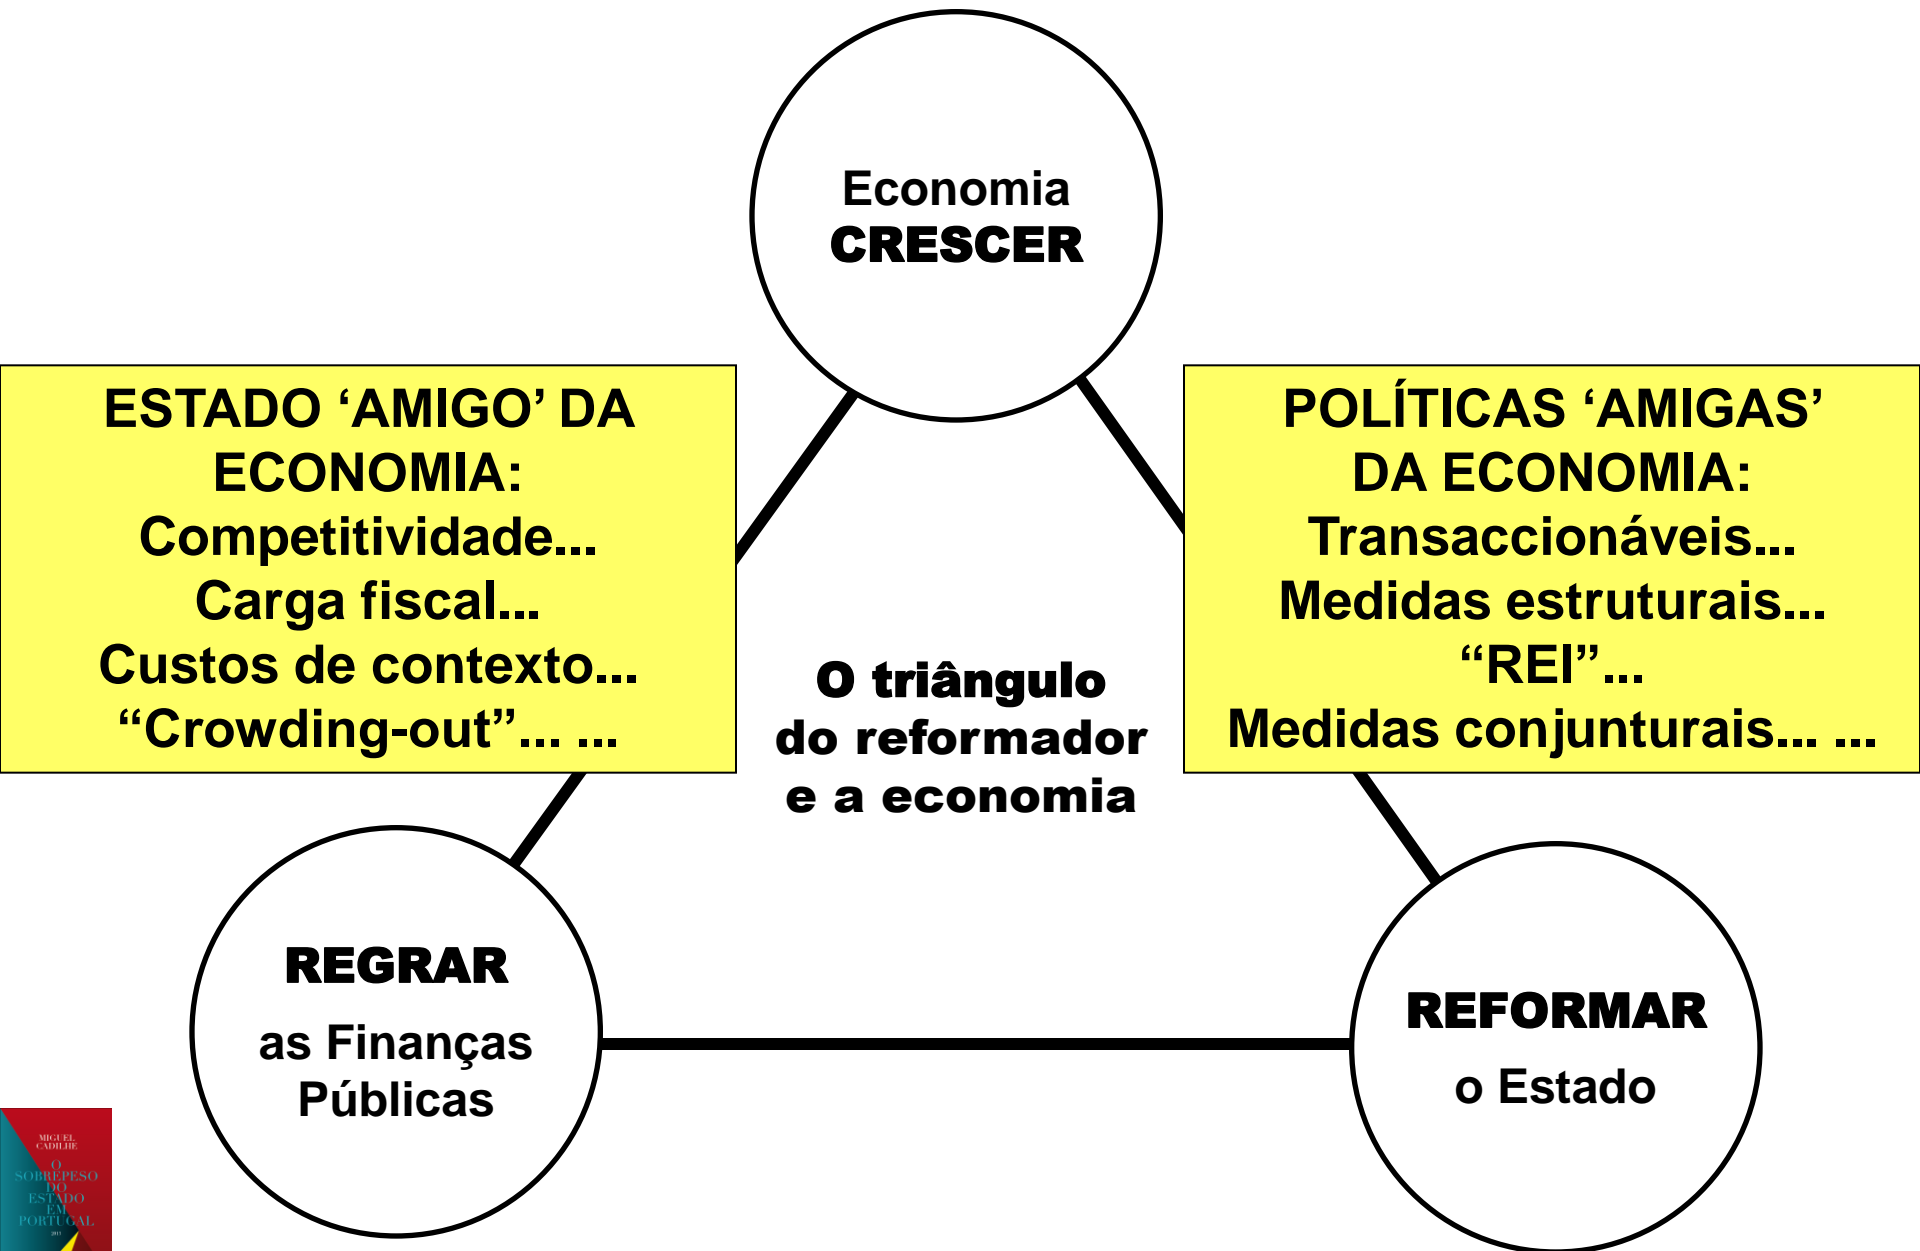 Economia
CRESCER
ESTADO ‘AMIGO’ DA
ECONOMIA:
Competitividade...
Carga fiscal...
Custos de contexto...
“Crowding-out”... ...
POLÍTICAS ‘AMIGAS’
DA ECONOMIA:
Transaccionáveis...
Medidas estruturais...
“REI”...
Medidas conjunturais... ...
O triângulo
do reformador
e a economia
REGRAR
as Finanças
Públicas
REFORMAR
o Estado
MIGUEL
CADILHE
O
SOBREPESO
DO
ESTADO
EM
PORTUGAL